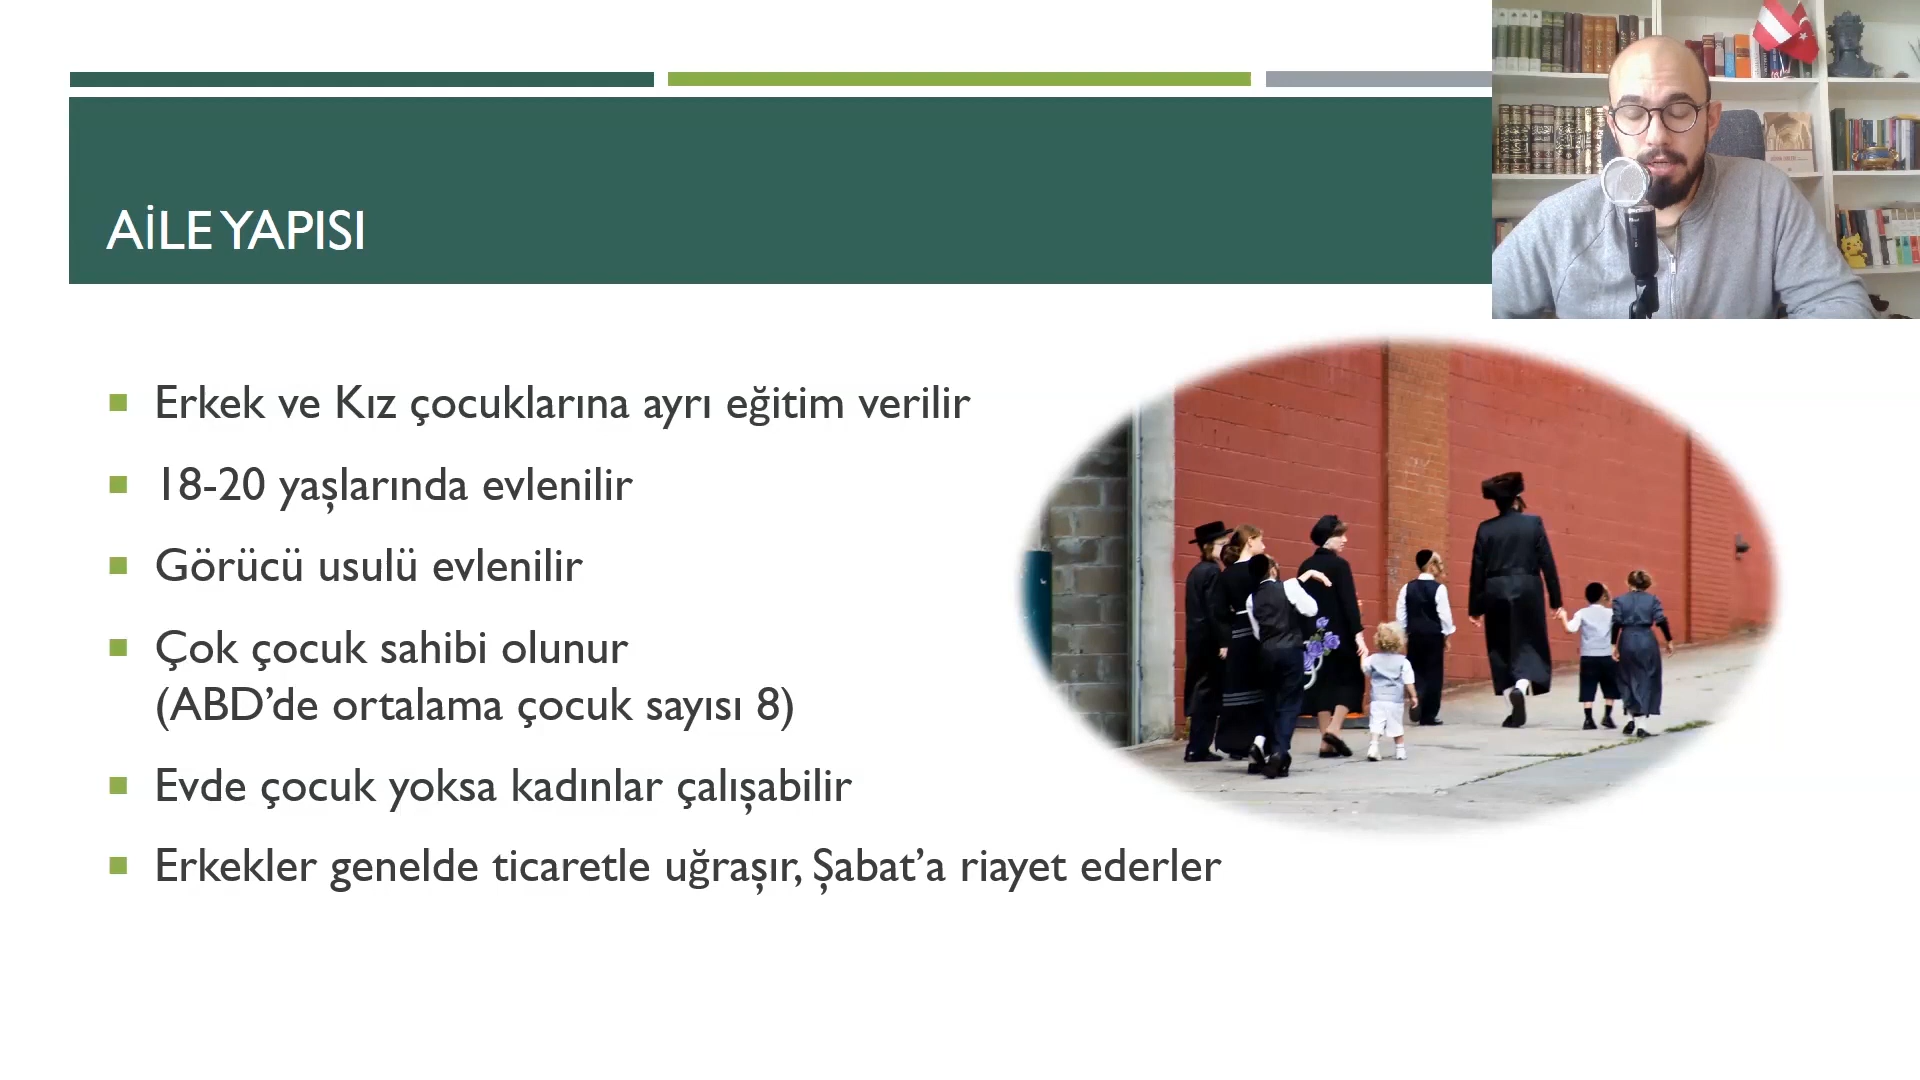 AİLE YAPISI
Erkek ve Kız çocuklarına ayrı eğitim verilir
18-20 yaşlarında evlenilir
Görücü usulü evlenilir
Çok çocuk sahibi olunur
(ABD’de ortalama çocuk sayısı 8)
Evde çocuk yoksa kadınlar çalışabilir
Erkekler genelde ticaretle uğraşır, Şabat’a riayet ederler